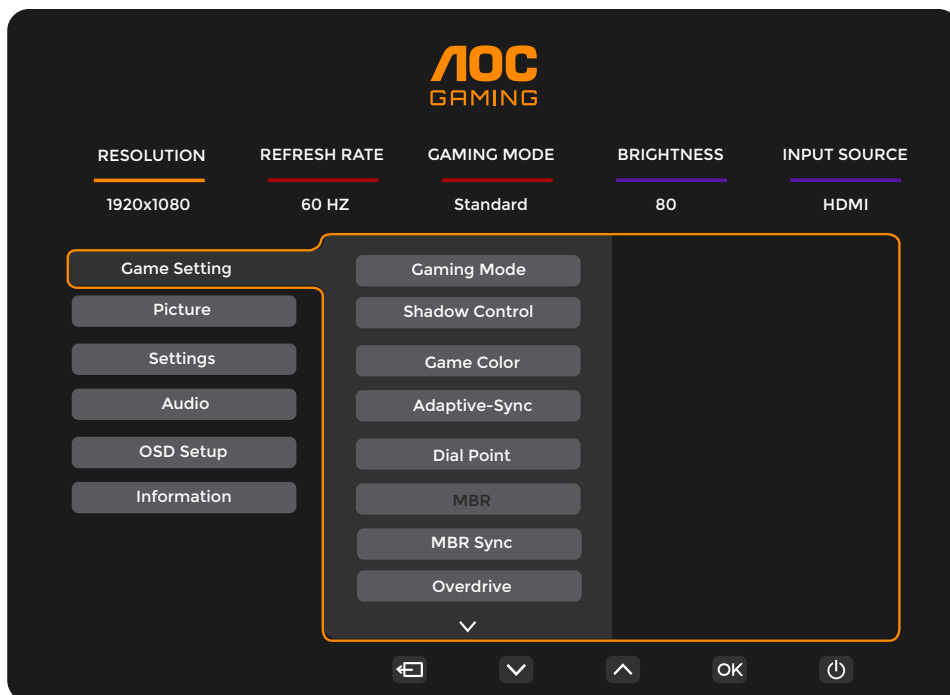 AOC
GAMING
RESOLUTION REFRESH RATE GAMING MODE BRIGHTNESS INPUT SOURCE
1920x1080 60 HZ Standard 80 HDMI
Game Setting
Picture
Settings
Audio
OSD Setup
Information
Gaming Mode
Shadow Control
Game Color
Adaptive-Sync
Dial Point
MBR
MBR Sync
Overdrive
OK